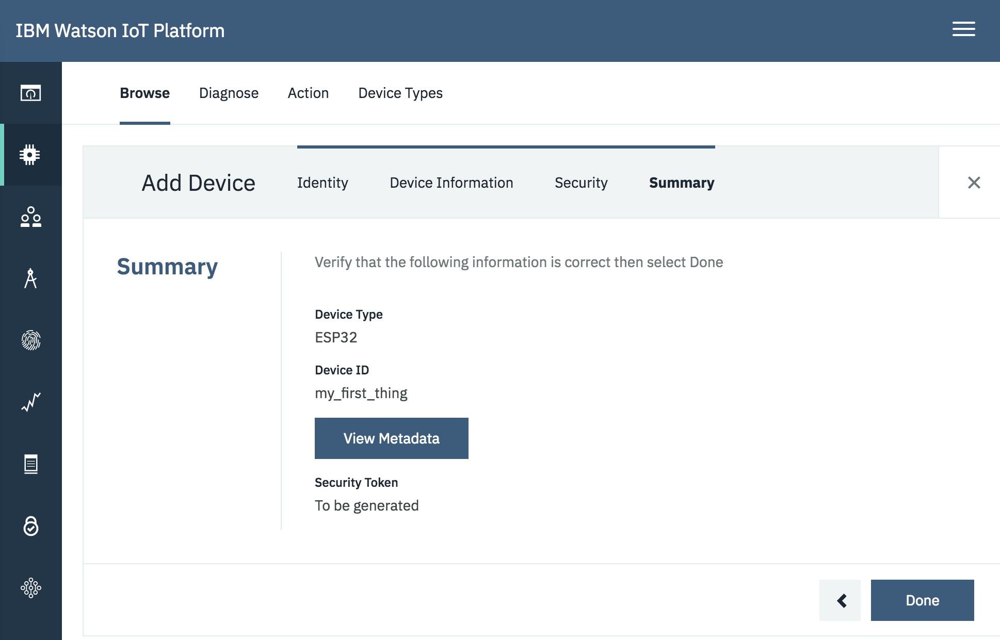 IBM Watson IoT Platform
Browse Diagnose Action Device Types
Add Device Identity Device Information Security Summary
Summary
Verify that the following information is correct then select Done
Device Type
ESP32
Device ID
my_first_thing
View Metadata
Security Token
To be generated
Done